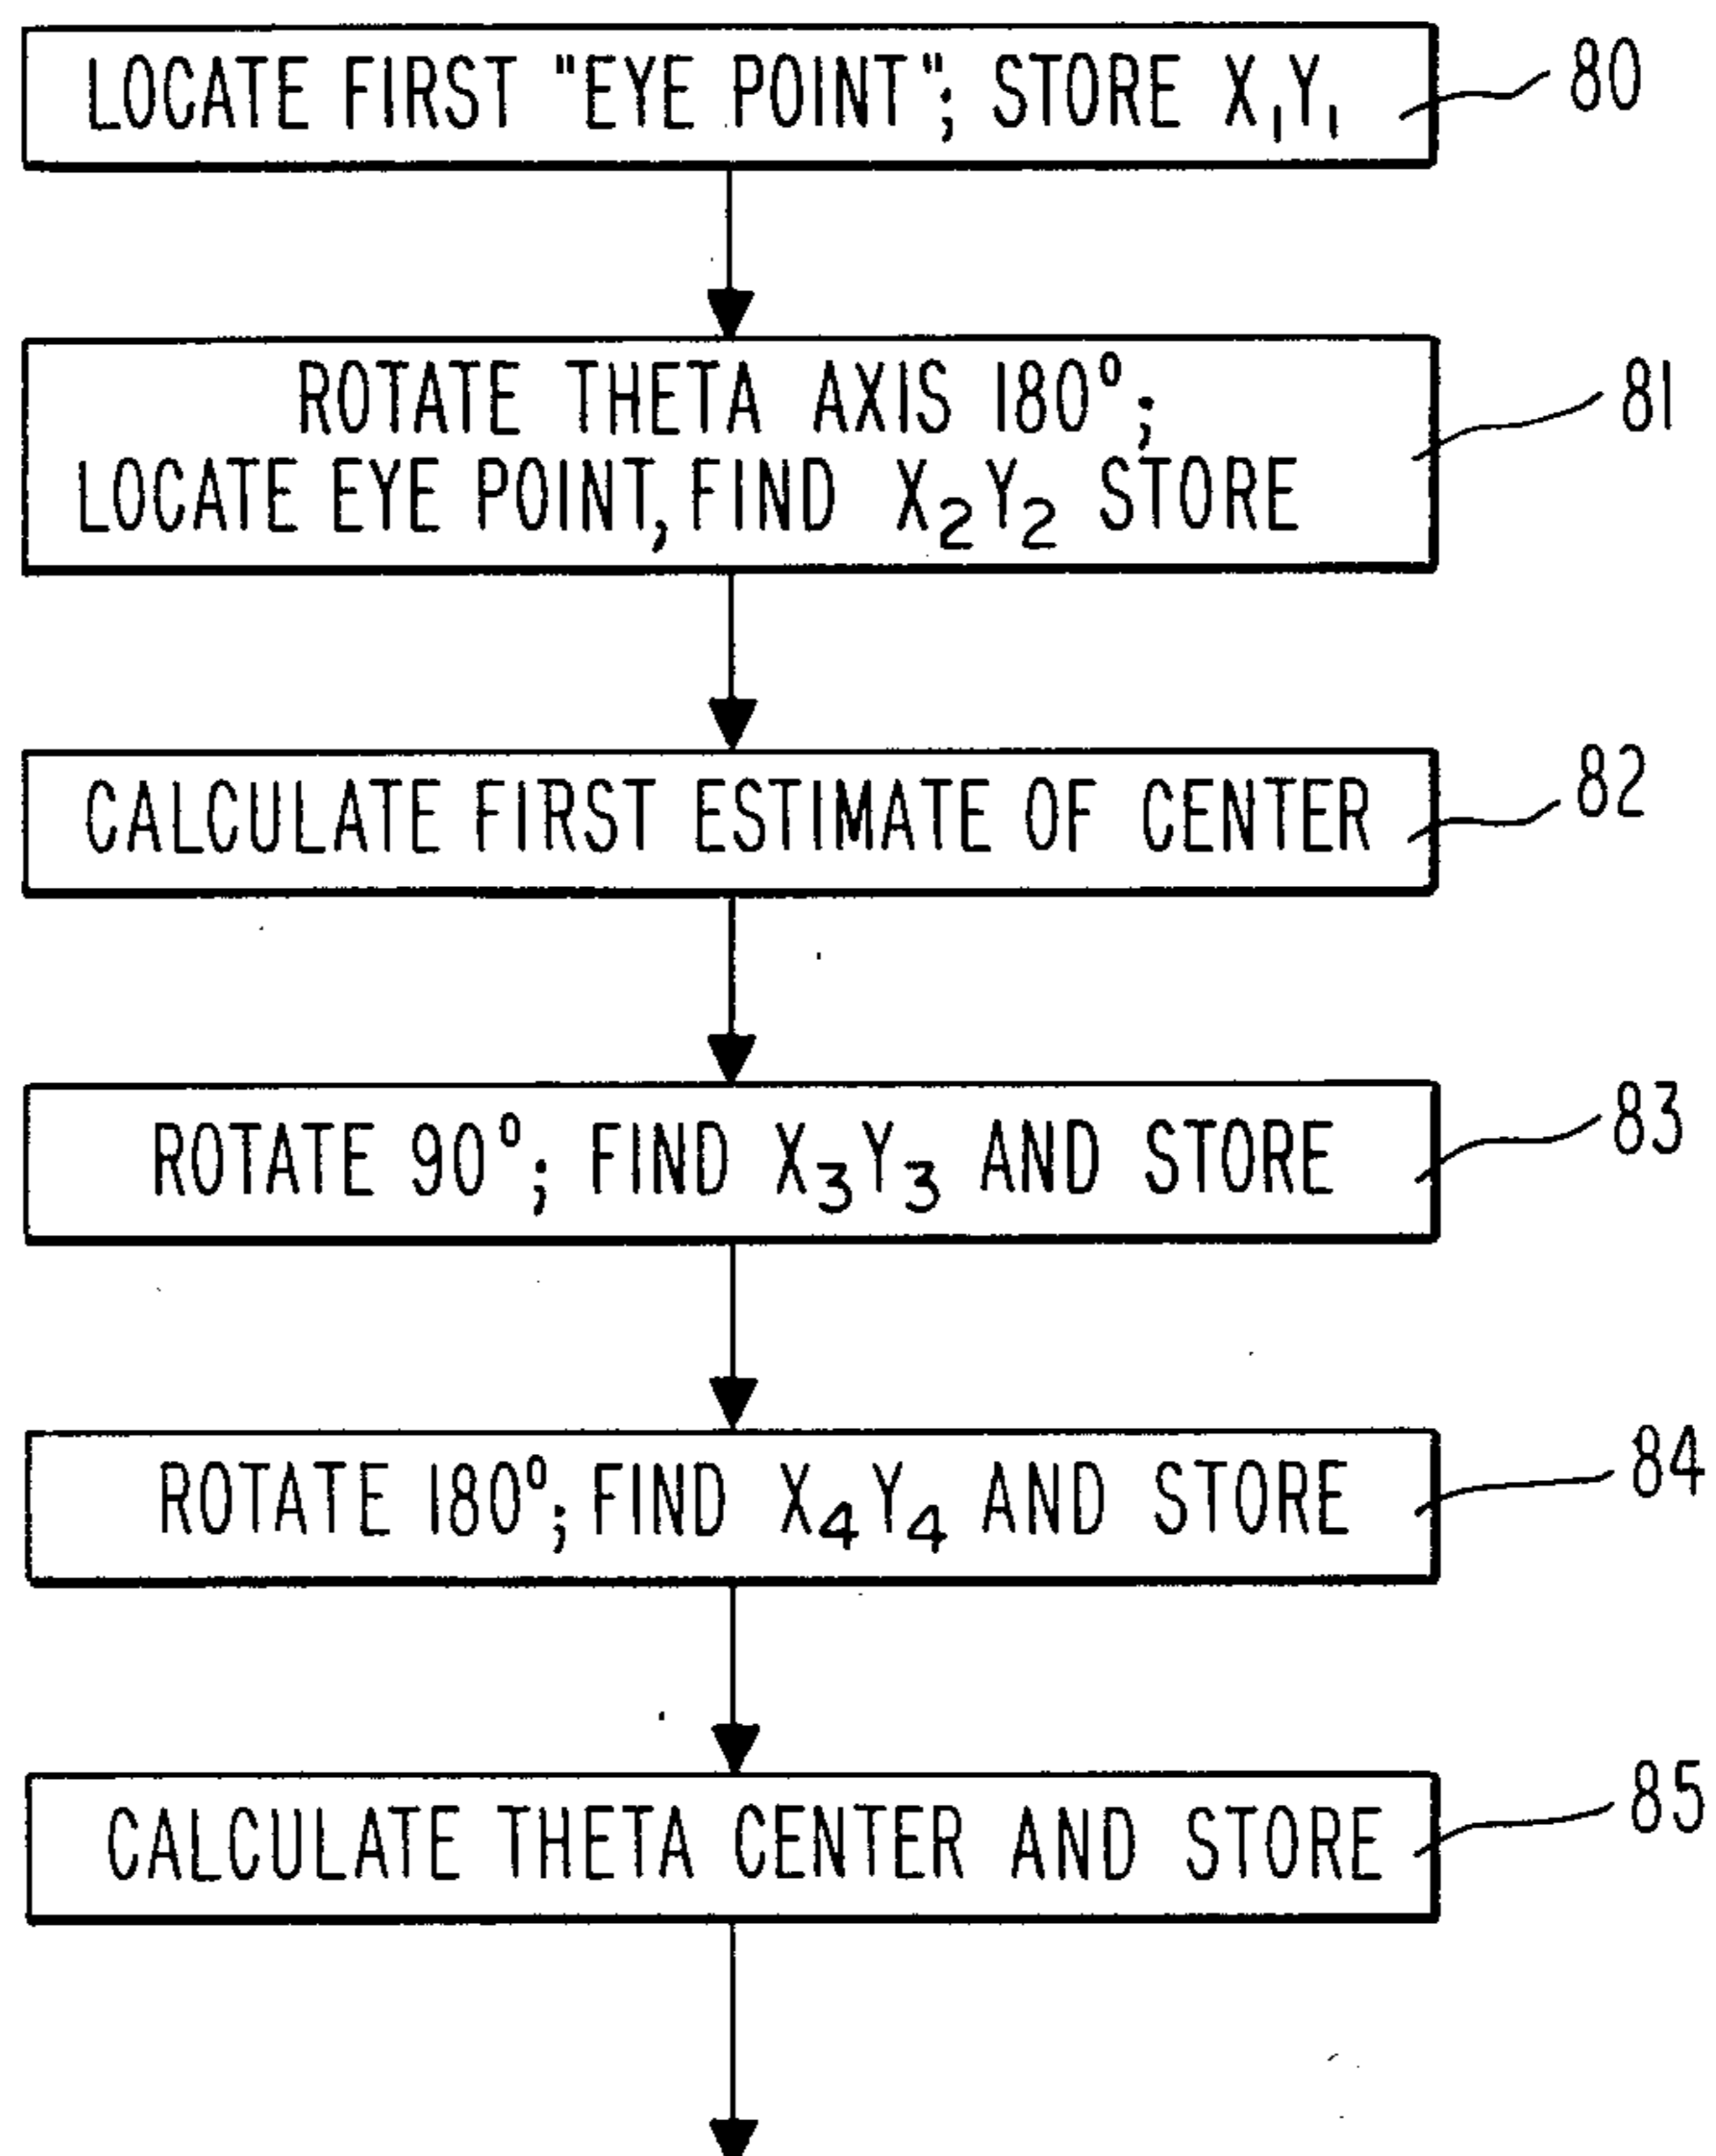 LOCATE FIRST "EYE POINT"; STORE X₁Y₁
80
ROTATE THETA AXIS 180°;
LOCATE EYE POINT, FIND X₂Y₂ STORE
81
CALCULATE FIRST ESTIMATE OF CENTER
82
ROTATE 90°; FIND X₃Y₃ AND STORE
83
ROTATE 180°; FIND X₄Y₄ AND STORE
84
CALCULATE THETA CENTER AND STORE
85